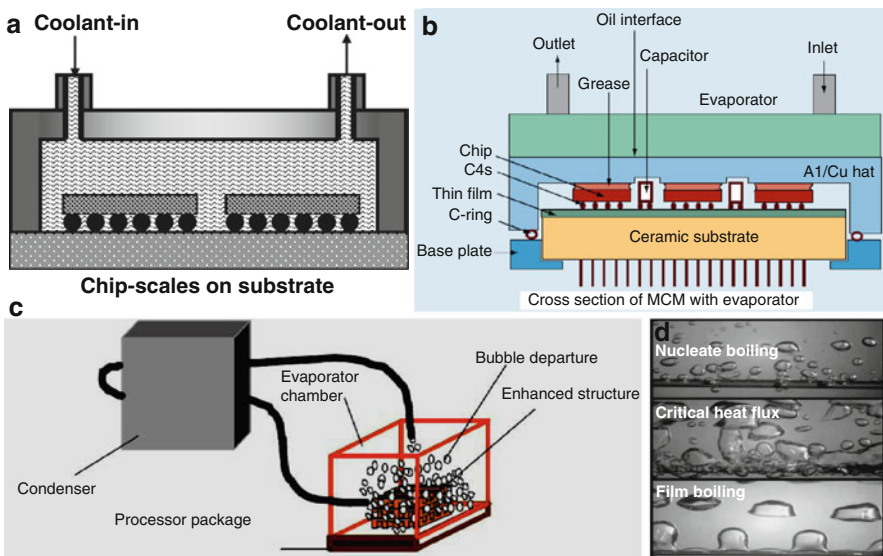 a
Coolant-in
Coolant-out
Chip-scales on substrate
b
Oil interface
Outlet
Capacitor
Inlet
Grease
Evaporator
Chip
C4s
A1/Cu hat
Thin film
C-ring
Ceramic substrate
Base plate
Cross section of MCM with evaporator
c
Bubble departure
Evaporator
chamber
Enhanced structure
Condenser
Processor package
d
Nucleate boiling
Critical heat flux
Film boiling